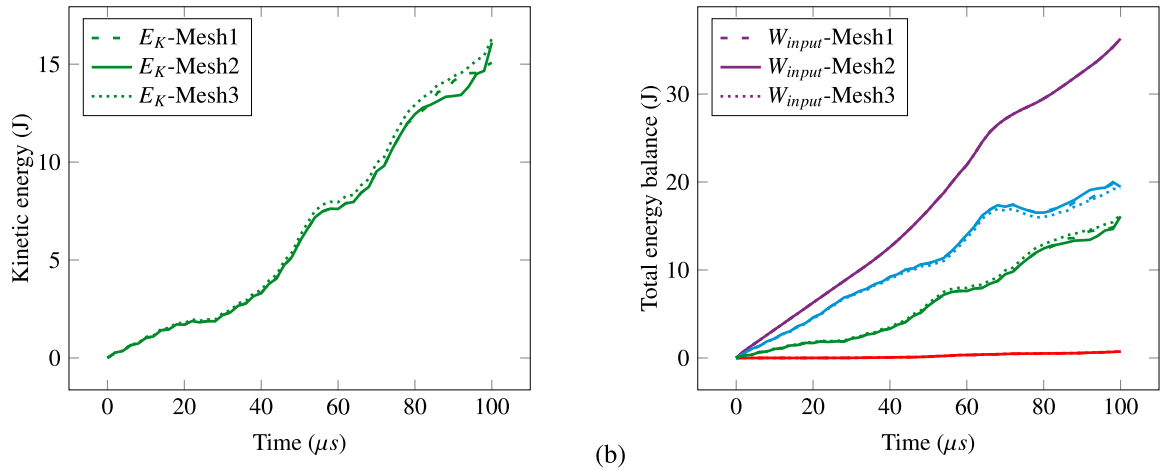 E_K-Mesh1
E_K-Mesh2
E_K-Mesh3
15
10
5
0
Kinetic energy (J)
0 20 40 60 80 100
Time (μs)
(b)
W_input-Mesh1
W_input-Mesh2
W_input-Mesh3
30
20
10
0
Total energy balance (J)
0 20 40 60 80 100
Time (μs)